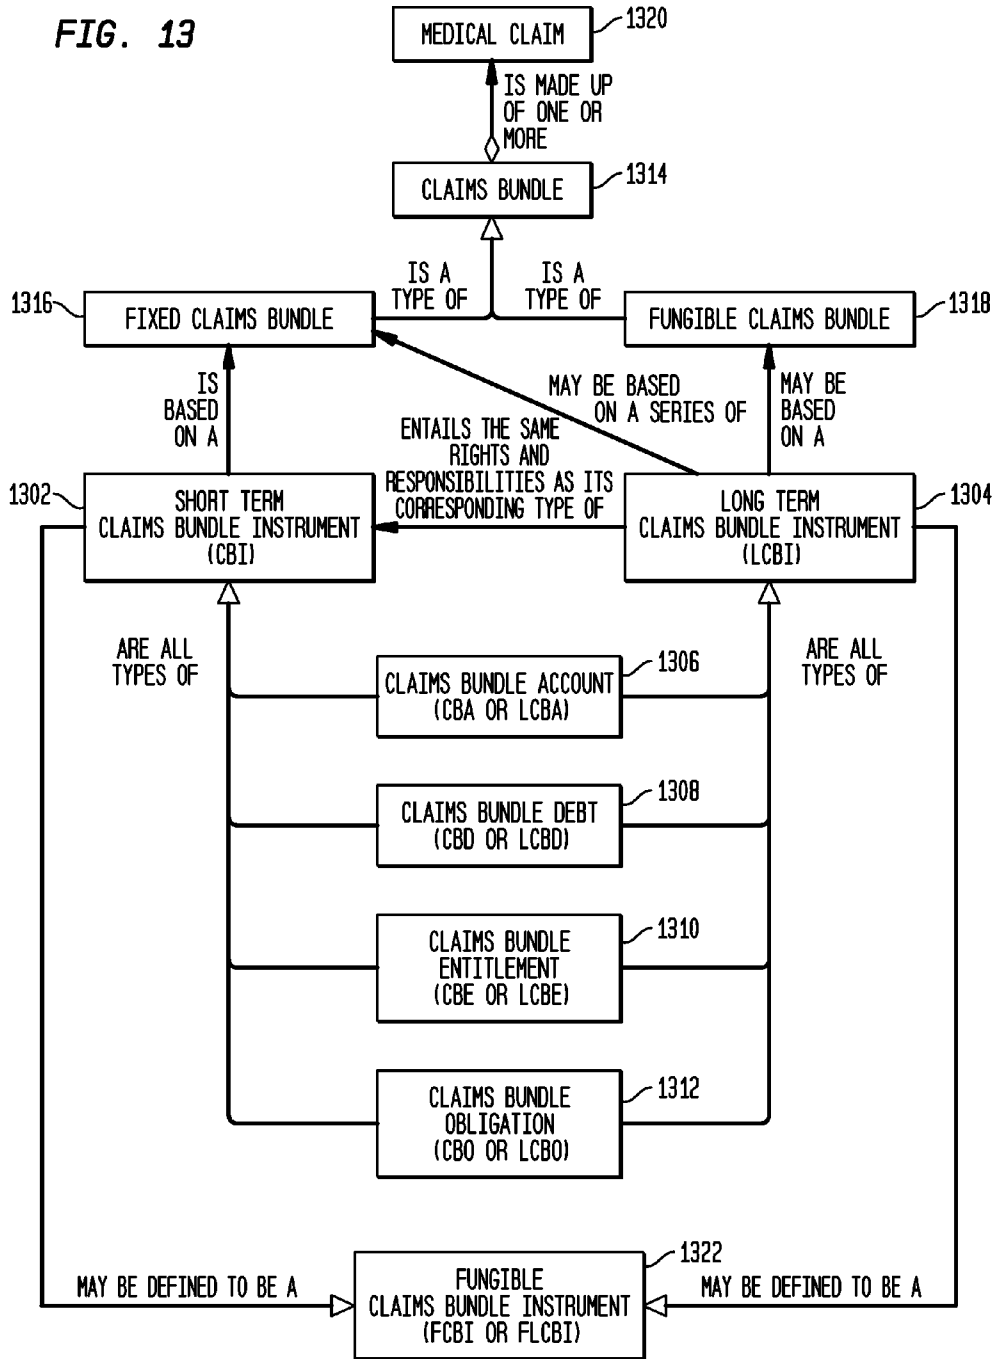 FIG. 13
MEDICAL CLAIM
1320
IS MADE UP
OF ONE OR
MORE
CLAIMS BUNDLE
1314
IS A
TYPE OF
IS A
TYPE OF
1316
FIXED CLAIMS BUNDLE
FUNGIBLE CLAIMS BUNDLE
1318
IS
BASED
ON A
MAY BE BASED
ON A SERIES OF
MAY BE
BASED
ON A
ENTAILS THE SAME
RIGHTS AND
RESPONSIBILITIES AS ITS
CORRESPONDING TYPE OF
1302
SHORT TERM
CLAIMS BUNDLE INSTRUMENT
(CBI)
LONG TERM
CLAIMS BUNDLE INSTRUMENT
(LCBI)
1304
ARE ALL
TYPES OF
ARE ALL
TYPES OF
1306
CLAIMS BUNDLE ACCOUNT
(CBA OR LCBA)
1308
CLAIMS BUNDLE DEBT
(CBD OR LCBD)
1310
CLAIMS BUNDLE
ENTITLEMENT
(CBE OR LCBE)
1312
CLAIMS BUNDLE
OBLIGATION
(CBO OR LCBO)
1322
MAY BE DEFINED TO BE A
FUNGIBLE
CLAIMS BUNDLE INSTRUMENT
(FCBI OR FLCBI)
MAY BE DEFINED TO BE A